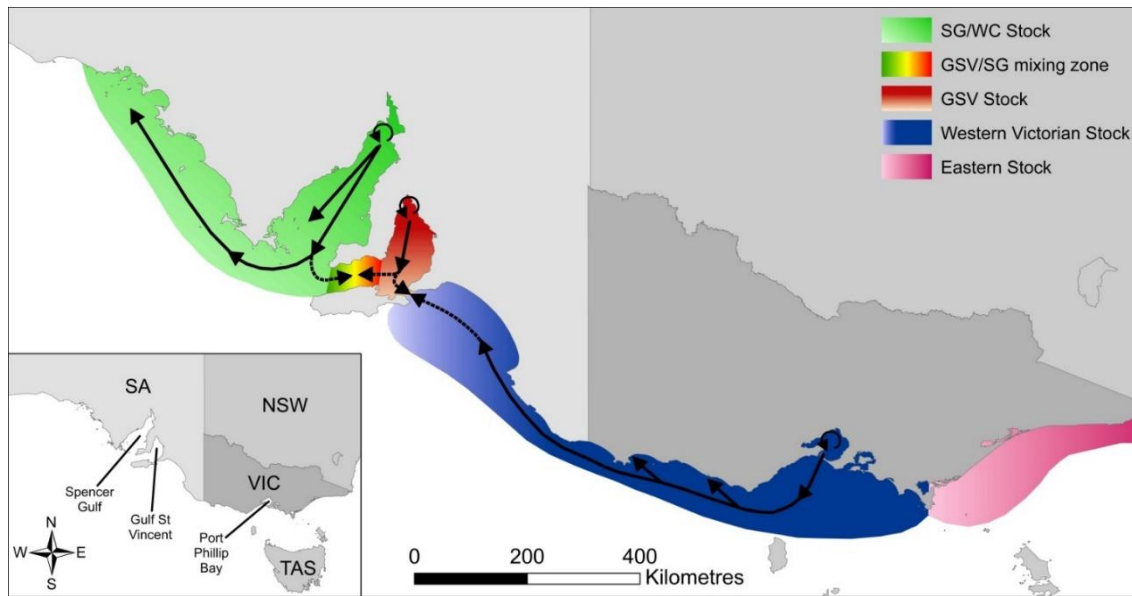 SG/WC Stock
GSV/SG mixing zone
GSV Stock
Western Victorian Stock
Eastern Stock
SA
NSW
VIC
Spencer
Gulf
Gulf St
Vincent
Port
Phillip
Bay
TAS
N
W
E
S
0
200
400
Kilometres